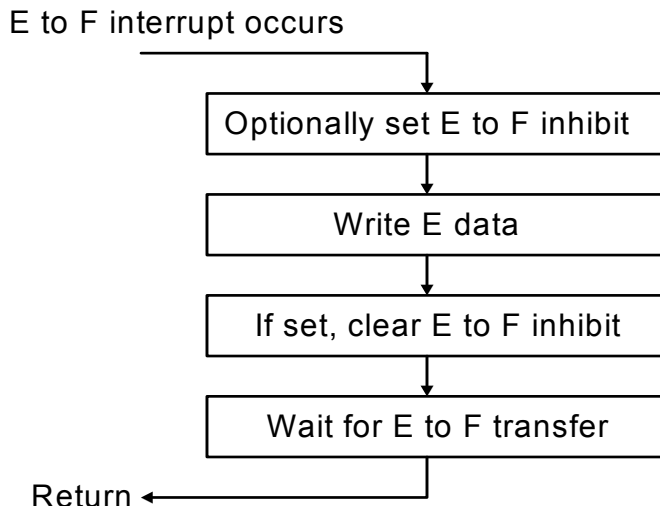 E to F interrupt occurs
Optionally set E to F inhibit
Write E data
If set, clear E to F inhibit
Wait for E to F transfer
Return